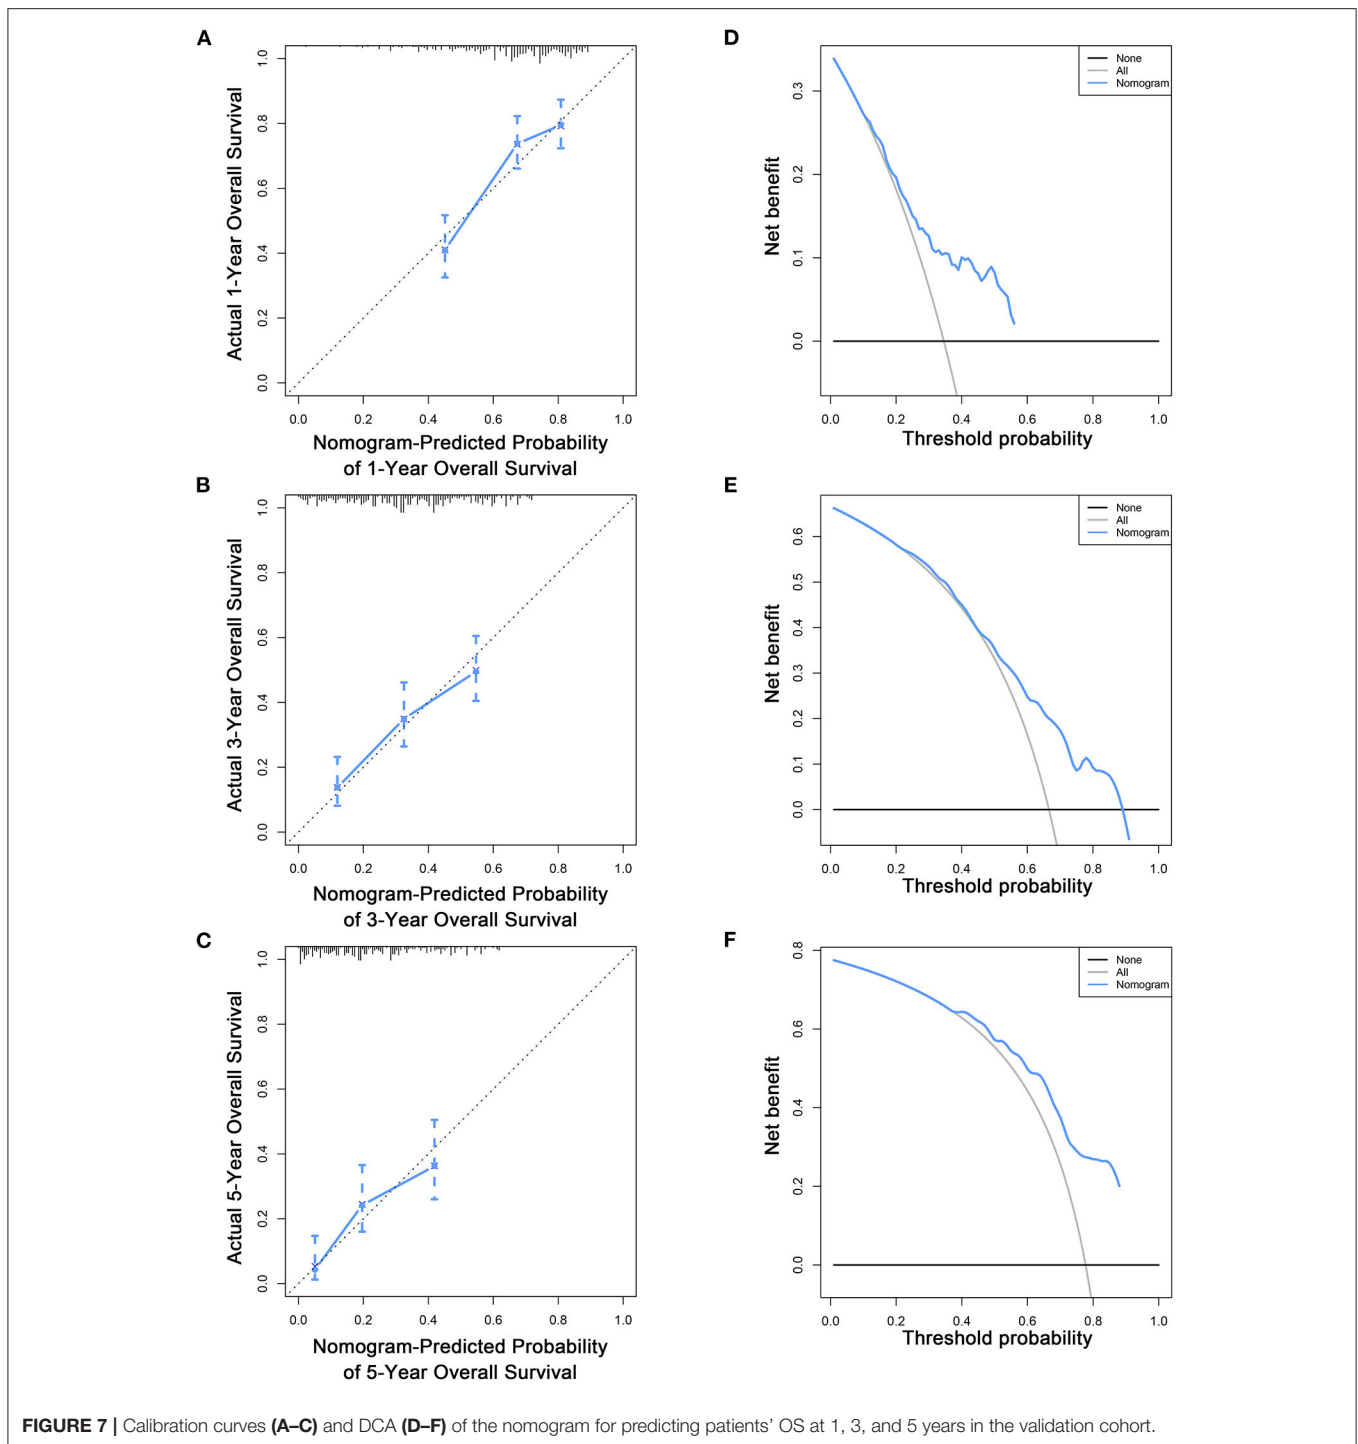 A
Actual 1-Year Overall Survival
1.0
0.8
0.6
0.4
0.2
0.0
0.0 0.2 0.4 0.6 0.8 1.0
Nomogram-Predicted Probability
of 1-Year Overall Survival
D
Net benefit
0.3
0.2
0.1
0.0
None
All
Nomogram
0.0 0.2 0.4 0.6 0.8 1.0
Threshold probability
B
Actual 3-Year Overall Survival
1.0
0.8
0.6
0.4
0.2
0.0
0.0 0.2 0.4 0.6 0.8 1.0
Nomogram-Predicted Probability
of 3-Year Overall Survival
E
Net benefit
0.6
0.5
0.4
0.3
0.2
0.1
0.0
None
All
Nomogram
0.0 0.2 0.4 0.6 0.8 1.0
Threshold probability
C
Actual 5-Year Overall Survival
1.0
0.8
0.6
0.4
0.2
0.0
0.0 0.2 0.4 0.6 0.8 1.0
Nomogram-Predicted Probability
of 5-Year Overall Survival
F
Net benefit
0.8
0.6
0.4
0.2
0.0
None
All
Nomogram
0.0 0.2 0.4 0.6 0.8 1.0
Threshold probability
FIGURE 7 | Calibration curves (A–C) and DCA (D–F) of the nomogram for predicting patients' OS at 1, 3, and 5 years in the validation cohort.